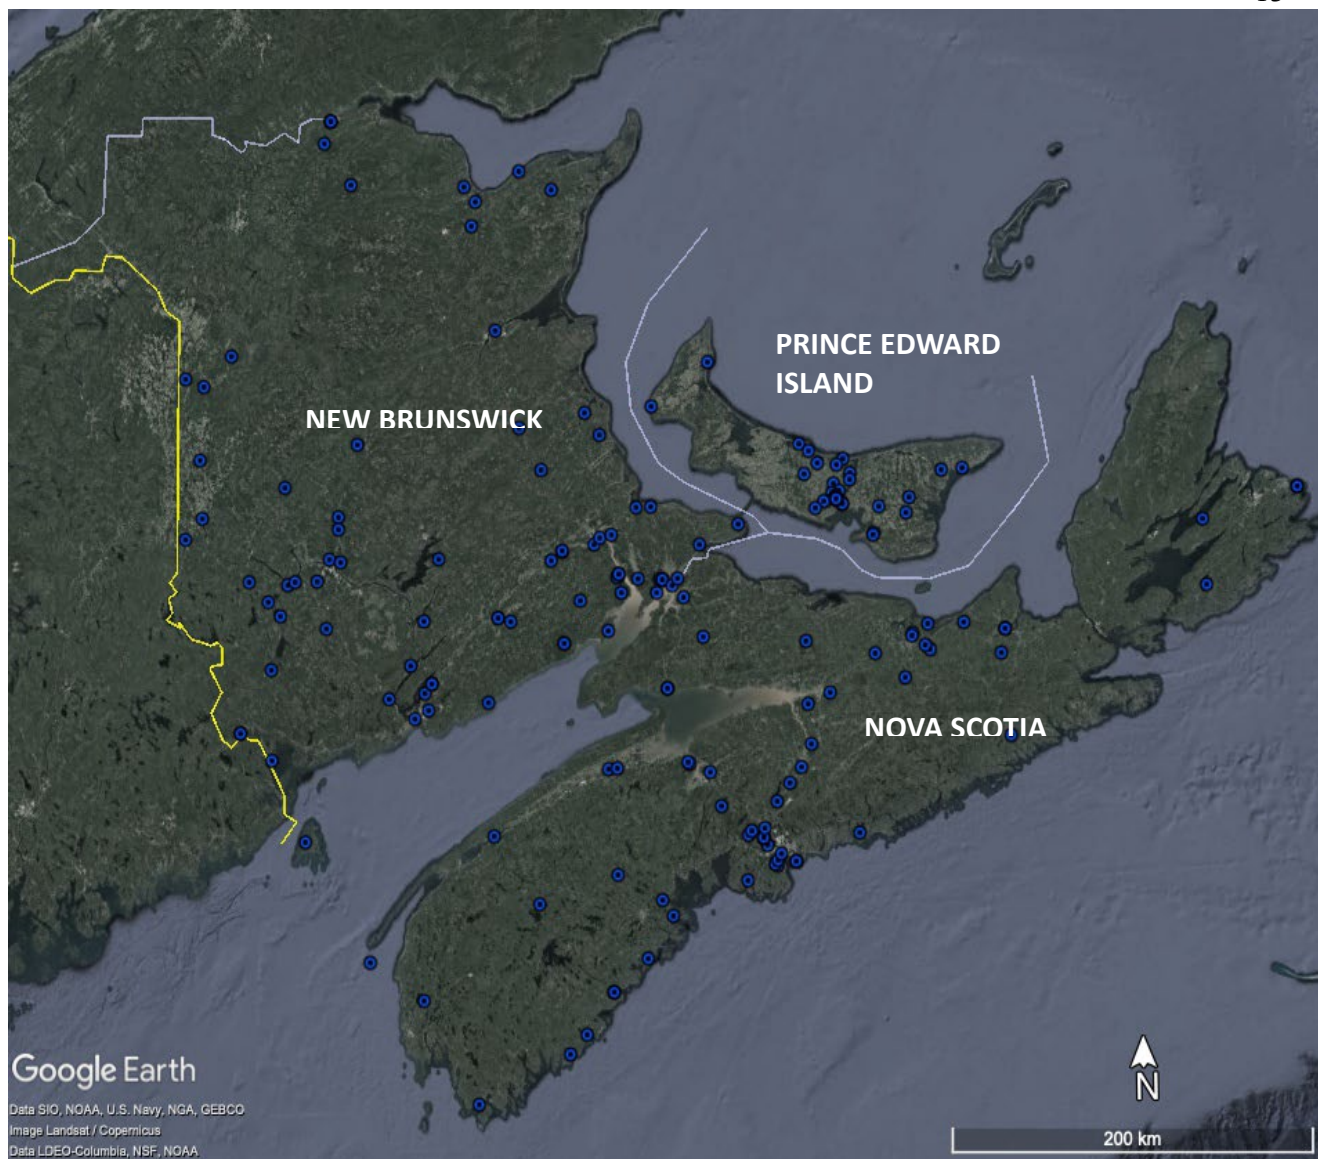 PRINCE EDWARD
ISLAND
NEW BRUNSWICK
NOVA SCOTIA
Google Earth
N
Data SIO, NOAA, U.S. Navy, NGA, GEBCO
Image Landsat / Copernicus
Data LDEO-Columbia, NSF, NOAA
200 km